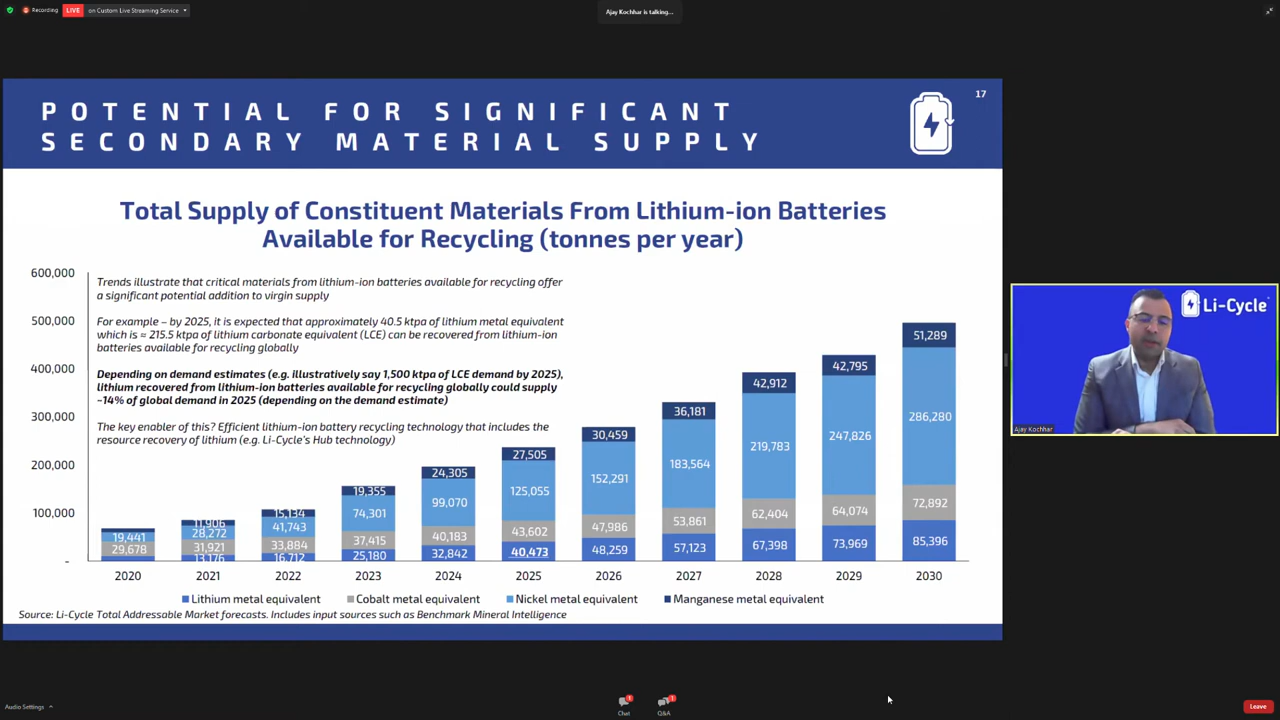 Recording
LIVE
on Custom Live Streaming Service
Ajay Kochhar is talking...
POTENTIAL FOR SIGNIFICANT
SECONDARY MATERIAL SUPPLY
17
Total Supply of Constituent Materials From Lithium-ion Batteries
Available for Recycling (tonnes per year)
600,000
500,000
400,000
300,000
200,000
100,000
-
Trends illustrate that critical materials from lithium-ion batteries available for recycling offer
a significant potential addition to virgin supply
For example – by 2025, it is expected that approximately 40.5 ktpa of lithium metal equivalent
which is ≈ 215.5 ktpa of lithium carbonate equivalent (LCE) can be recovered from lithium-ion
batteries available for recycling globally
Depending on demand estimates (e.g. illustratively say 1,500 ktpa of LCE demand by 2025),
lithium recovered from lithium-ion batteries available for recycling globally could supply
~14% of global demand in 2025 (depending on the demand estimate)
The key enabler of this? Efficient lithium-ion battery recycling technology that includes the
resource recovery of lithium (e.g. Li-Cycle's Hub technology)
19,441
29,678
11,906
28,272
31,921
13,176
15,134
41,743
33,884
16,712
19,355
74,301
37,415
25,180
24,305
99,070
40,183
32,842
27,505
125,055
43,602
40,473
30,459
152,291
47,986
48,259
36,181
183,564
53,861
57,123
42,912
219,783
62,404
67,398
42,795
247,826
64,074
73,969
51,289
286,280
72,892
85,396
2020 2021 2022 2023 2024 2025 2026 2027 2028 2029 2030
Lithium metal equivalent Cobalt metal equivalent Nickel metal equivalent Manganese metal equivalent
Source: Li-Cycle Total Addressable Market forecasts. Includes input sources such as Benchmark Mineral Intelligence
Li-Cycle
Ajay Kochhar
Audio Settings
1
Chat
1
Q&A
Leave